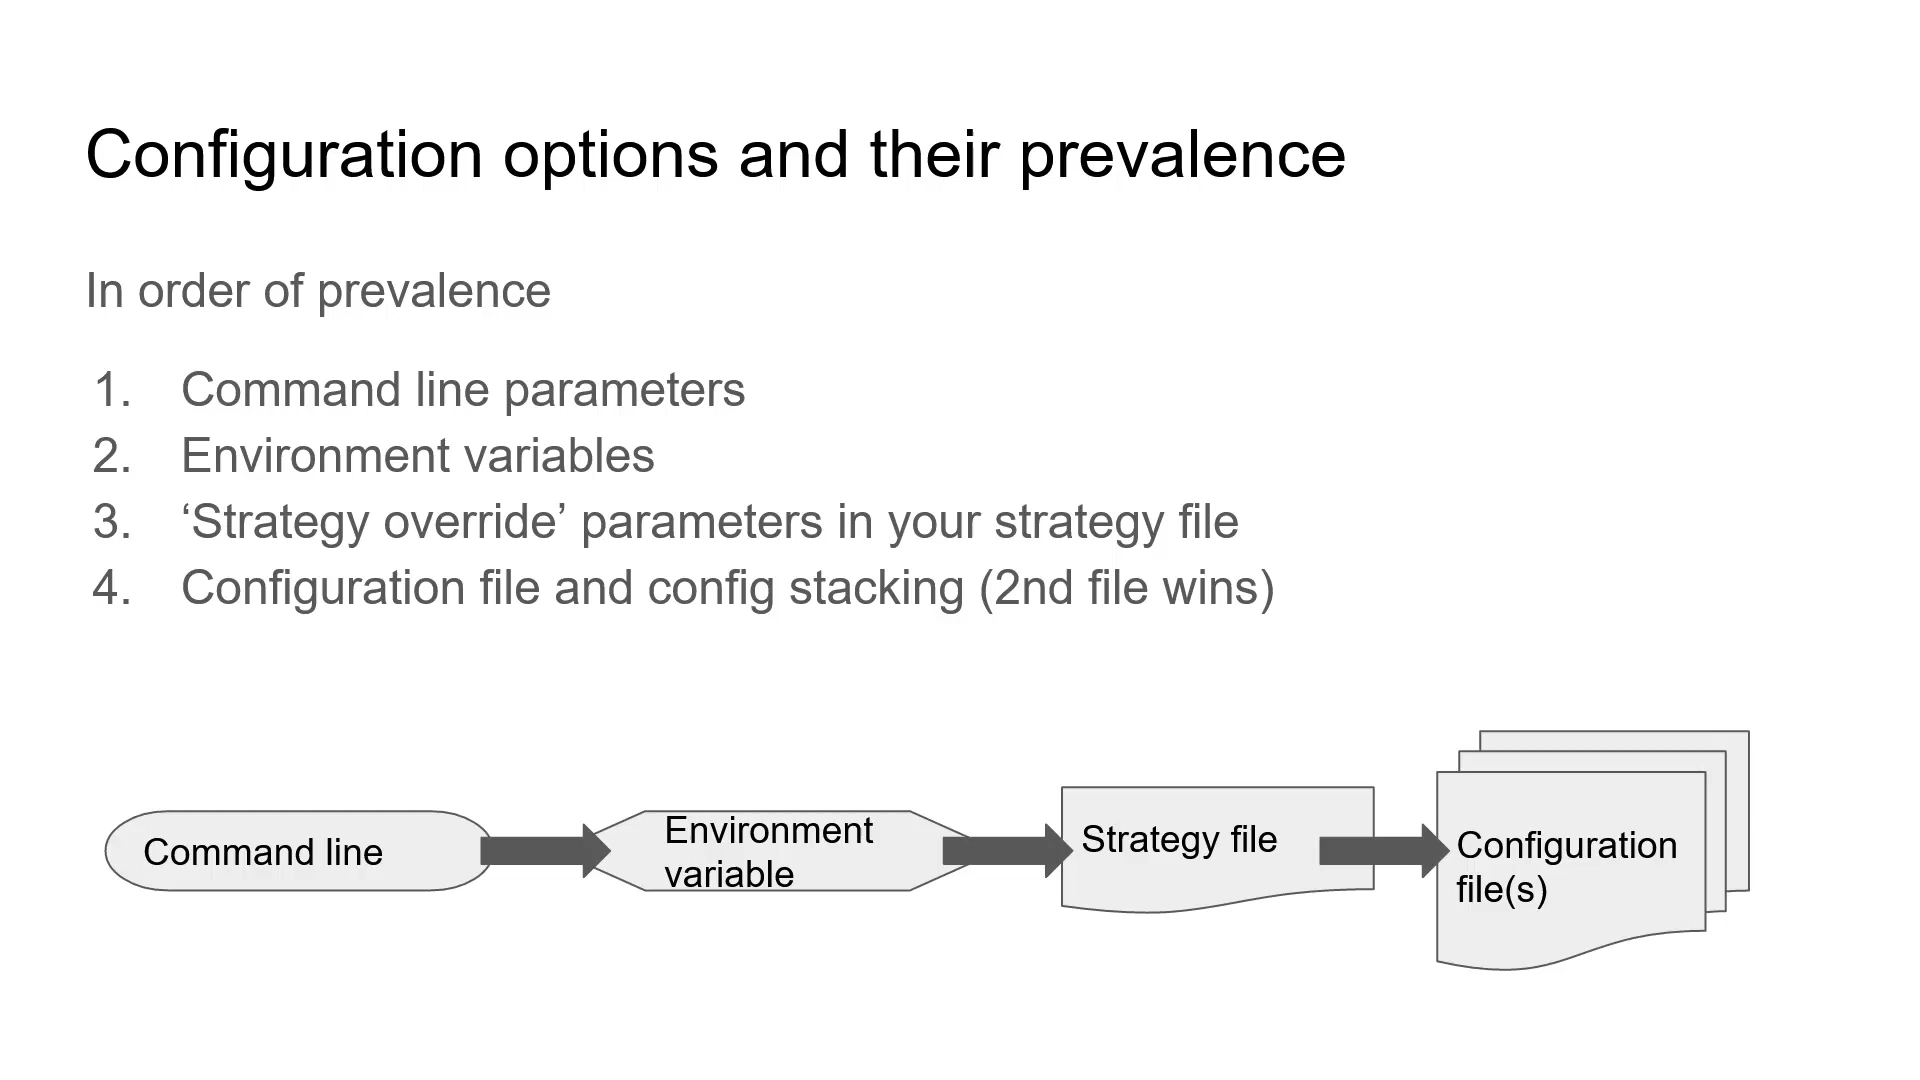 Configuration options and their prevalence
In order of prevalence
1. Command line parameters
2. Environment variables
3. ‘Strategy override’ parameters in your strategy file
4. Configuration file and config stacking (2nd file wins)
Command line
Environment
variable
Strategy file
Configuration
file(s)